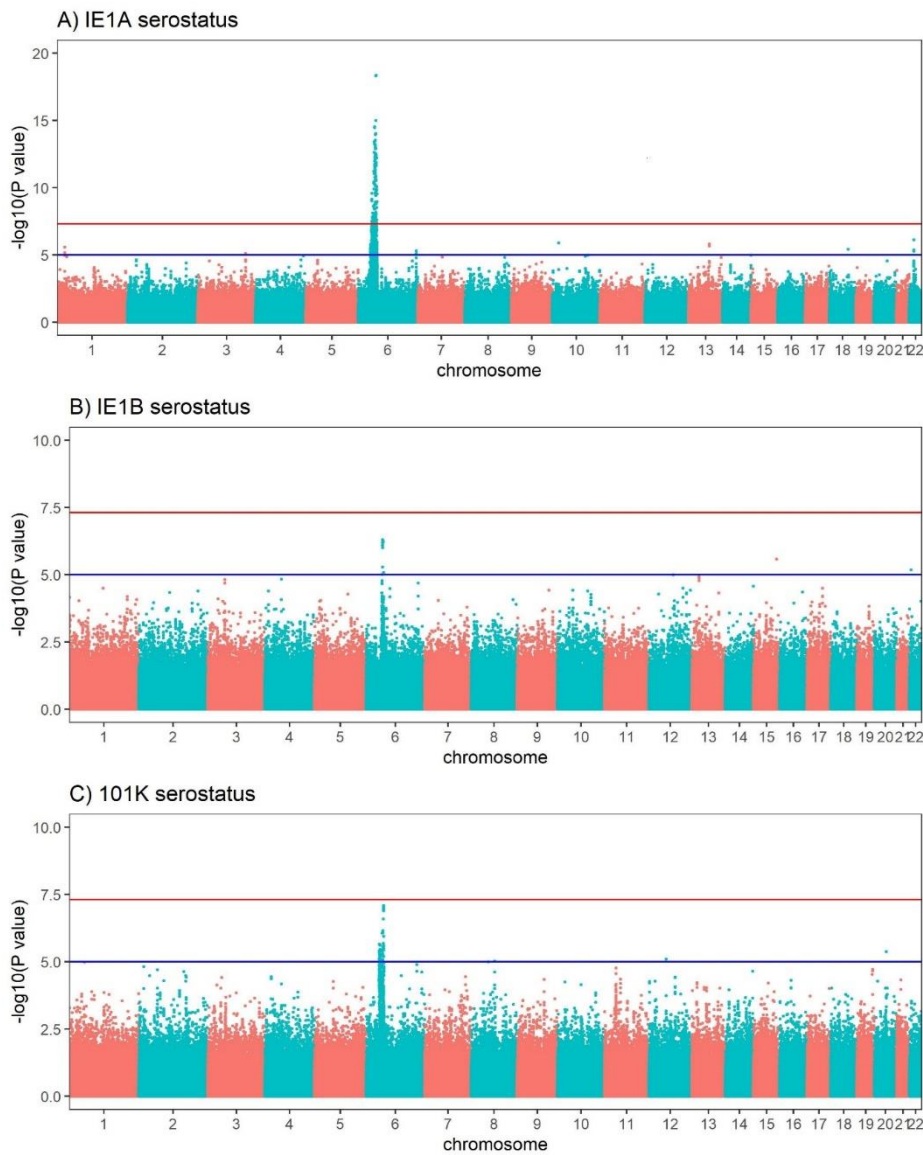 A) IE1A serostatus
20
15
10
5
0
-log10(P value)
1 2 3 4 5 6 7 8 9 10 11 12 13 14 15 16 17 18 19 20 21 22
chromosome
B) IE1B serostatus
10.0
7.5
5.0
2.5
0.0
-log10(P value)
1 2 3 4 5 6 7 8 9 10 11 12 13 14 15 16 17 18 19 20 21 22
chromosome
C) 101K serostatus
10.0
7.5
5.0
2.5
0.0
-log10(P value)
1 2 3 4 5 6 7 8 9 10 11 12 13 14 15 16 17 18 19 20 21 22
chromosome